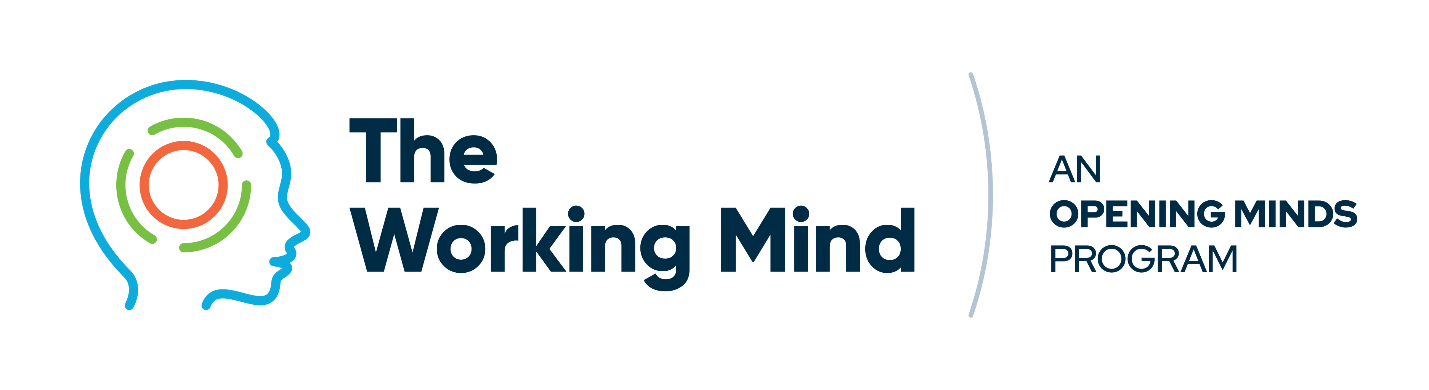 The
Working Mind
AN
OPENING MINDS
PROGRAM